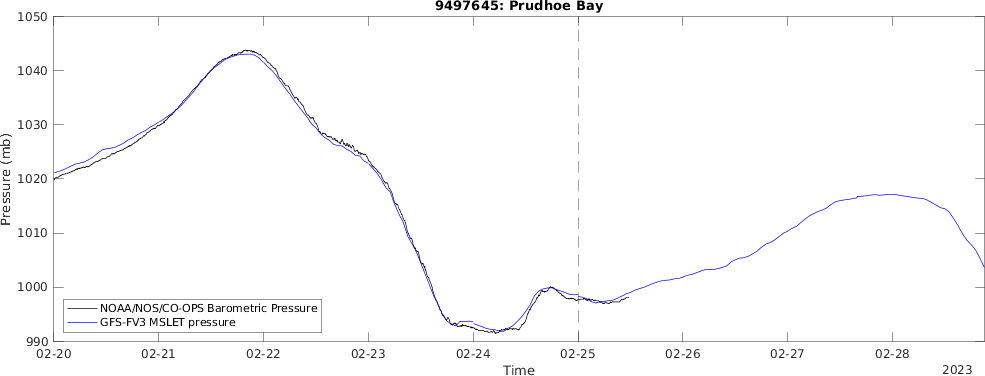 9497645: Prudhoe Bay
1050
1040
1030
1020
1010
1000
990
Pressure (mb)
NOAA/NOS/CO-OPS Barometric Pressure
GFS-FV3 MSLET pressure
02-20 02-21 02-22 02-23 02-24 02-25 02-26 02-27 02-28
Time
2023